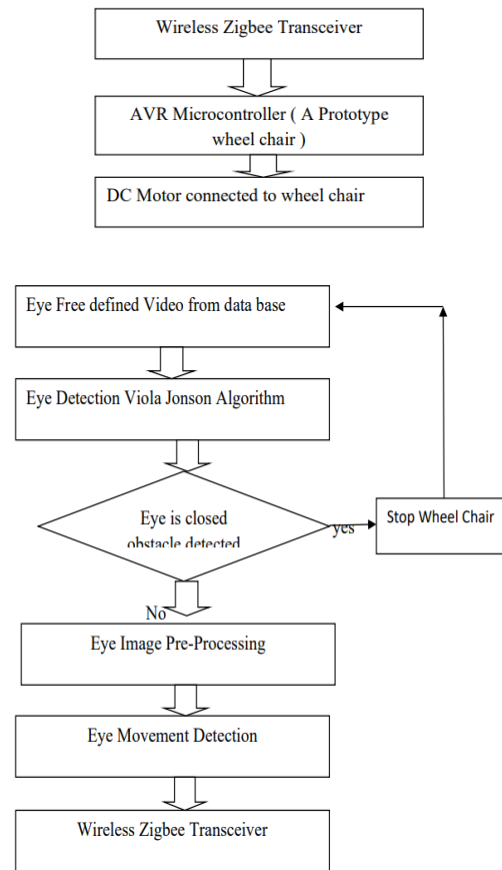 Wireless Zigbee Transceiver
AVR Microcontroller ( A Prototype
wheel chair )
DC Motor connected to wheel chair
Eye Free defined Video from data base
Eye Detection Viola Jonson Algorithm
Eye is closed
obstacle detected
yes
Stop Wheel Chair
No
Eye Image Pre-Processing
Eye Movement Detection
Wireless Zigbee Transceiver